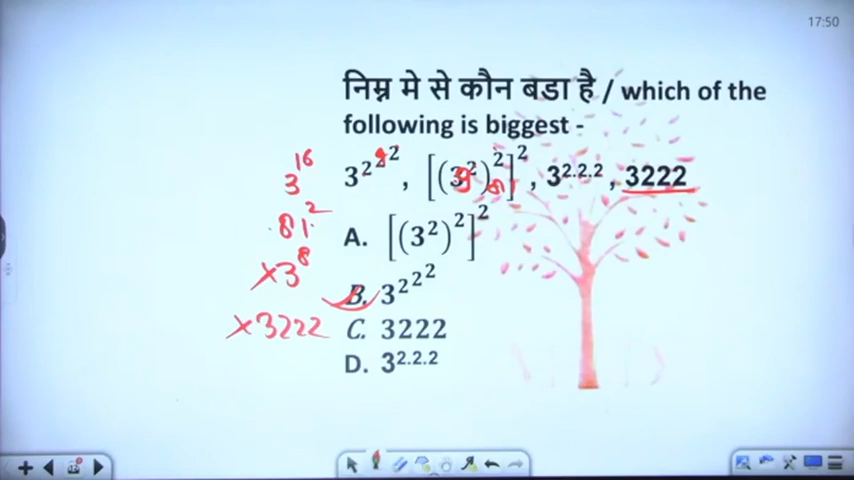 17:50
निम्न मे से कौन बडा है / which of the
following is biggest -
3^2^2^2 , [(3^2)^2]^2 , 3^2.2.2 , 3222
A. [(3^2)^2]^2
B. 3^2^2^2
C. 3222
D. 3^2.2.2
3^16
81^2
×3^8
×3222